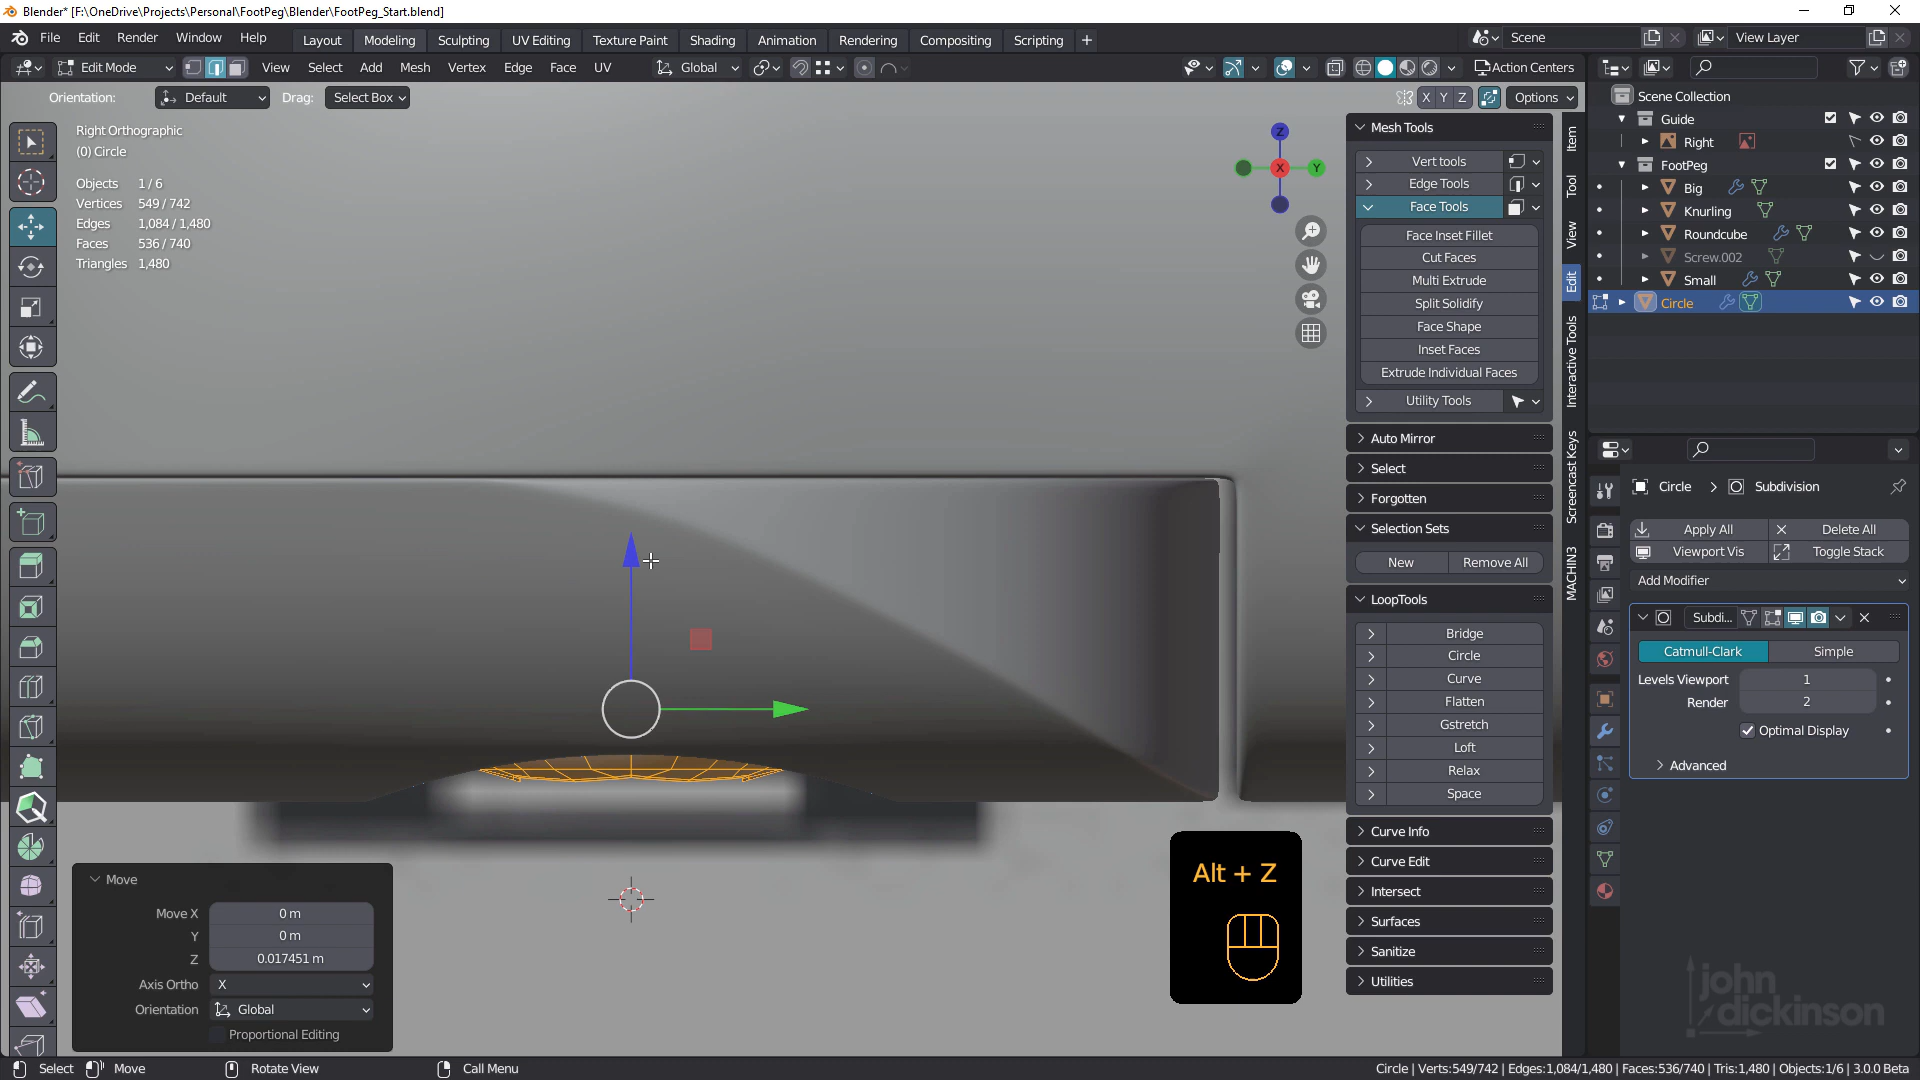 Blender* [F:\OneDrive\Projects\Personal\FootPeg\Blender\FootPeg_Start.blend]
File Edit Render Window Help Layout Modeling Sculpting UV Editing Texture Paint Shading Animation Rendering Compositing Scripting + Scene View Layer
Edit Mode View Select Add Mesh Vertex Edge Face UV Global Action Centers
Orientation: Default Drag: Select Box X Y Z Options
Right Orthographic
(0) Circle
Objects 1 / 6
Vertices 549 / 742
Edges 1,084 / 1,480
Faces 536 / 740
Triangles 1,480
Z
X
Y
Mesh Tools
Vert tools
Edge Tools
Face Tools
Face Inset Fillet
Cut Faces
Multi Extrude
Split Solidify
Face Shape
Inset Faces
Extrude Individual Faces
Utility Tools
Auto Mirror
Select
Forgotten
Selection Sets
New Remove All
LoopTools
Bridge
Circle
Curve
Flatten
Gstretch
Loft
Relax
Space
Curve Info
Curve Edit
Intersect
Surfaces
Sanitize
Utilities
Item
Tool
View
Edit
Interactive Tools
Screencast Keys
MACHIN3
Scene Collection
Guide
Right
FootPeg
Big
Knurling
Roundcube
Screw.002
Small
Circle
Circle > Subdivision
Apply All Delete All
Viewport Vis Toggle Stack
Add Modifier
Subdi...
Catmull-Clark Simple
Levels Viewport 1
Render 2
Optimal Display
Advanced
Alt + Z
Move
Move X 0 m
Y 0 m
Z 0.017451 m
Axis Ortho X
Orientation Global
Proportional Editing
john
dickinson
Select Move Rotate View Call Menu Circle | Verts:549/742 | Edges:1,084/1,480 | Faces:536/740 | Tris:1,480 | Objects:1/6 | 3.0.0 Beta